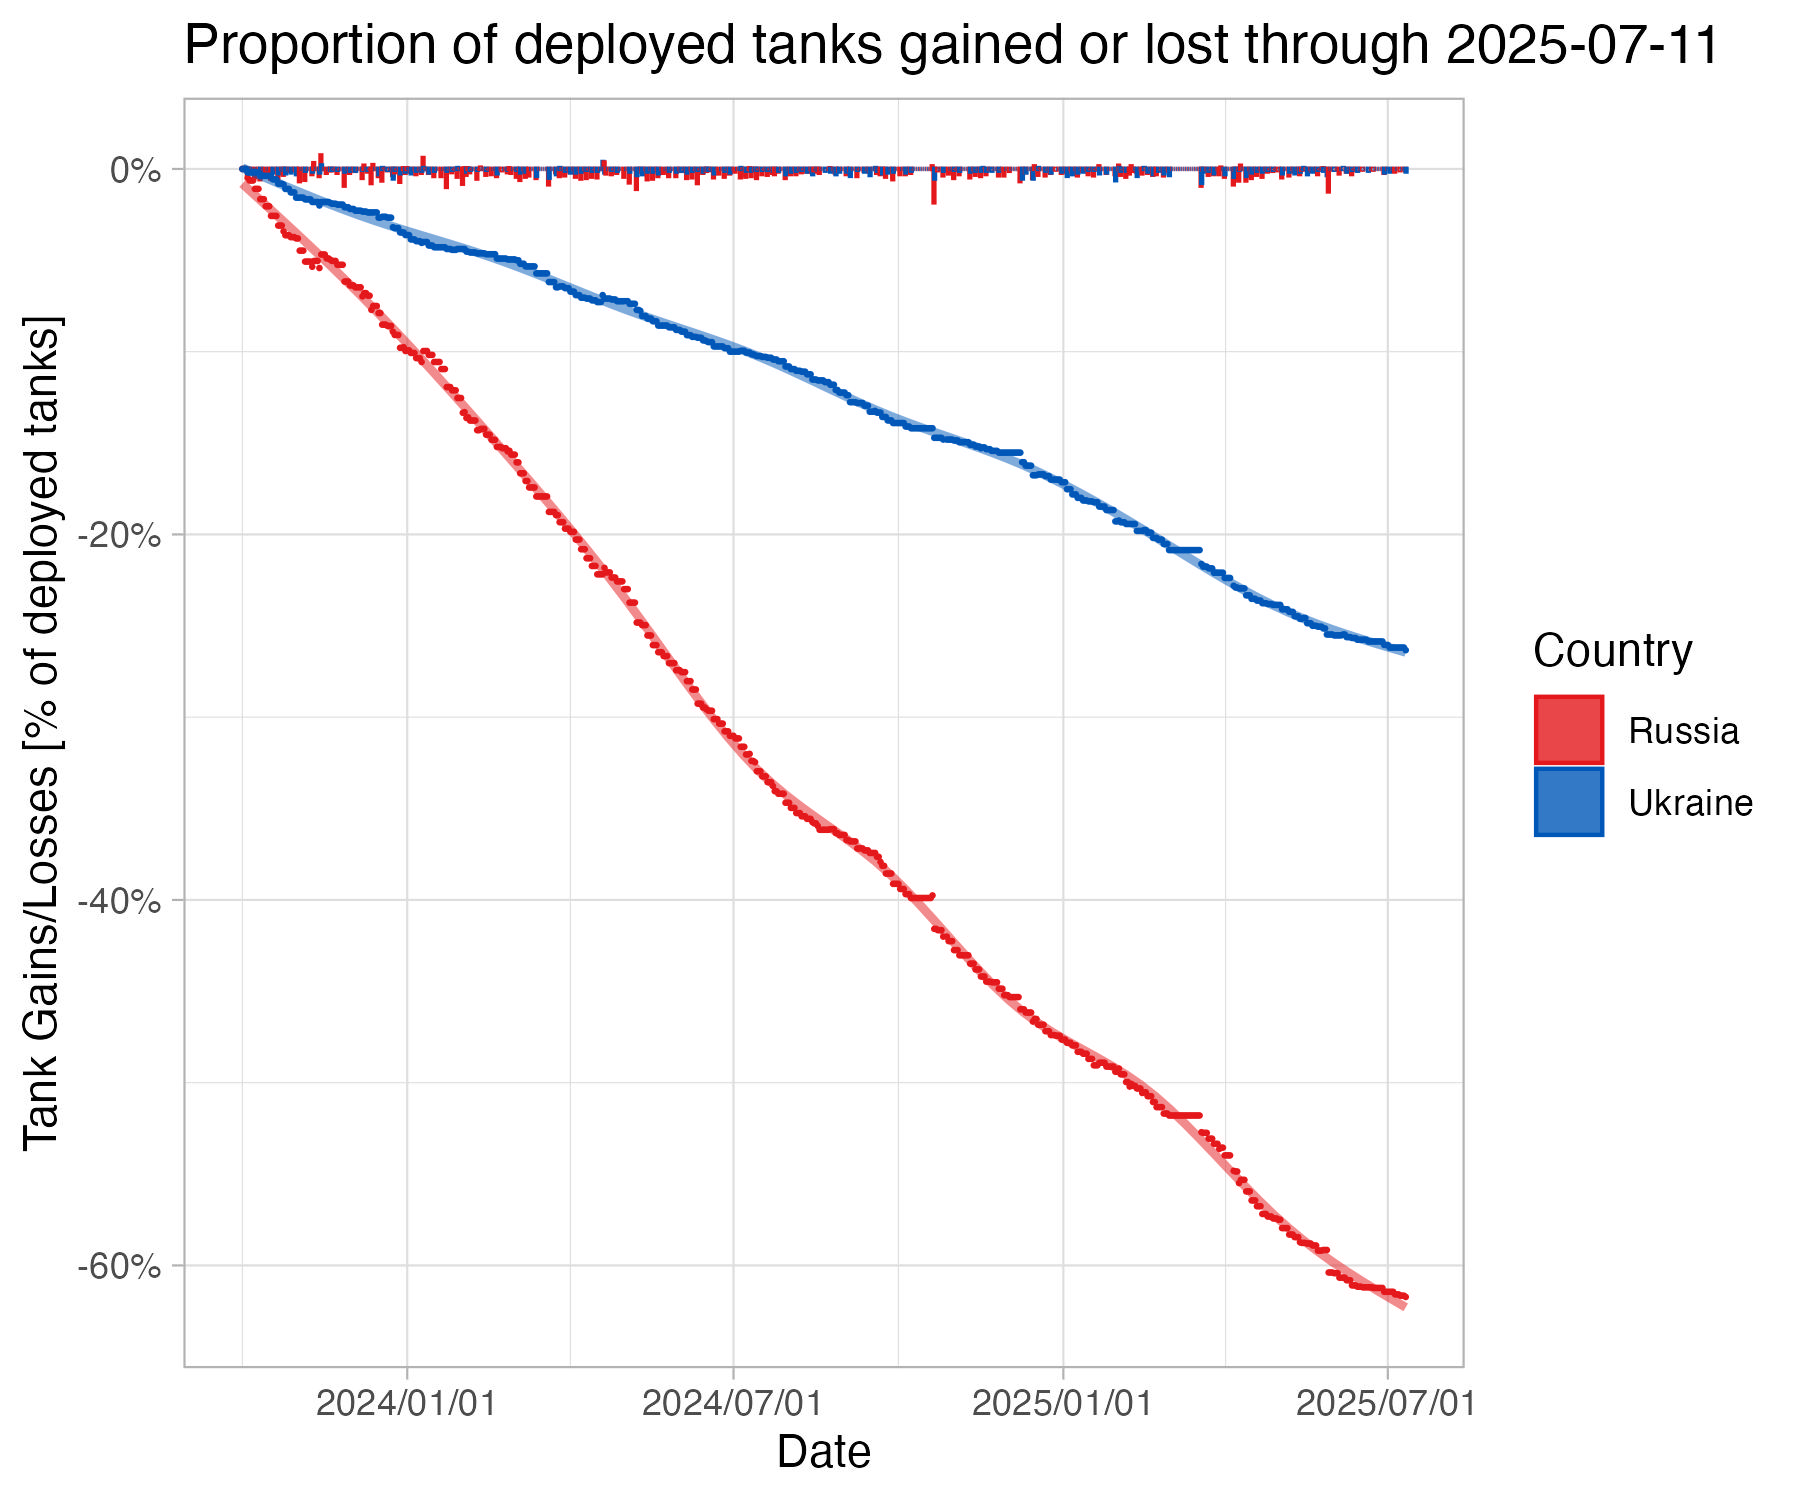 Proportion of deployed tanks gained or lost through 2025-07-11
Tank Gains/Losses [% of deployed tanks]
0%
-20%
-40%
-60%
2024/01/01
2024/07/01
2025/01/01
2025/07/01
Date
Country
Russia
Ukraine